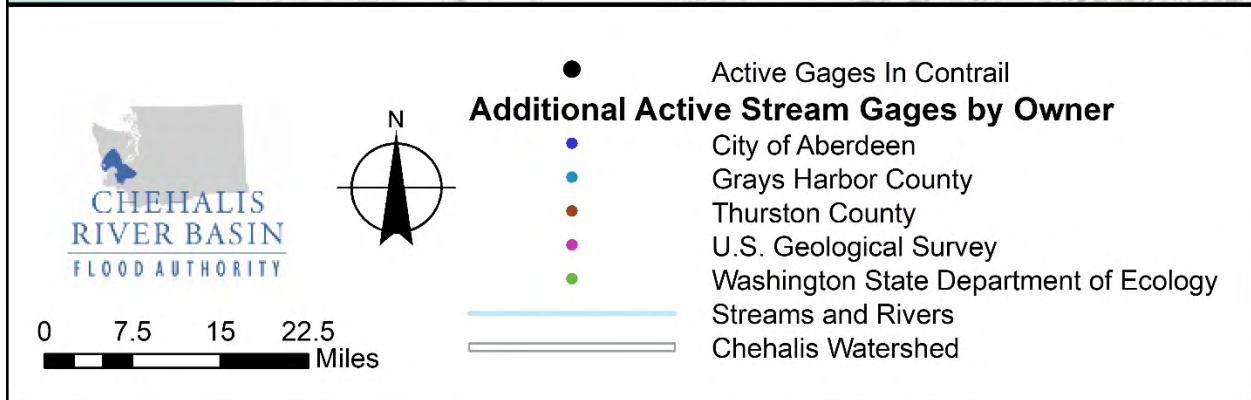 CHEHALIS
RIVER BASIN
FLOOD AUTHORITY
N
0 7.5 15 22.5
Miles
Active Gages In Contrail
Additional Active Stream Gages by Owner
City of Aberdeen
Grays Harbor County
Thurston County
U.S. Geological Survey
Washington State Department of Ecology
Streams and Rivers
Chehalis Watershed